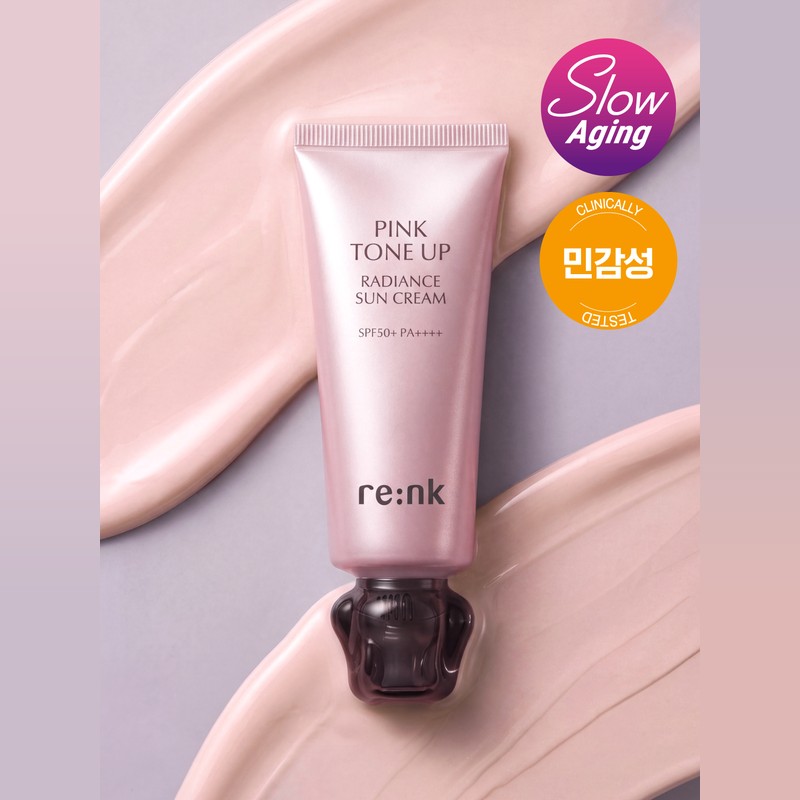 PINK
TONE UP
RADIANCE
SUN CREAM
SPF50+ PA++++
re:nk
Slow
Aging
CLINICALLY
민감성
TESTED